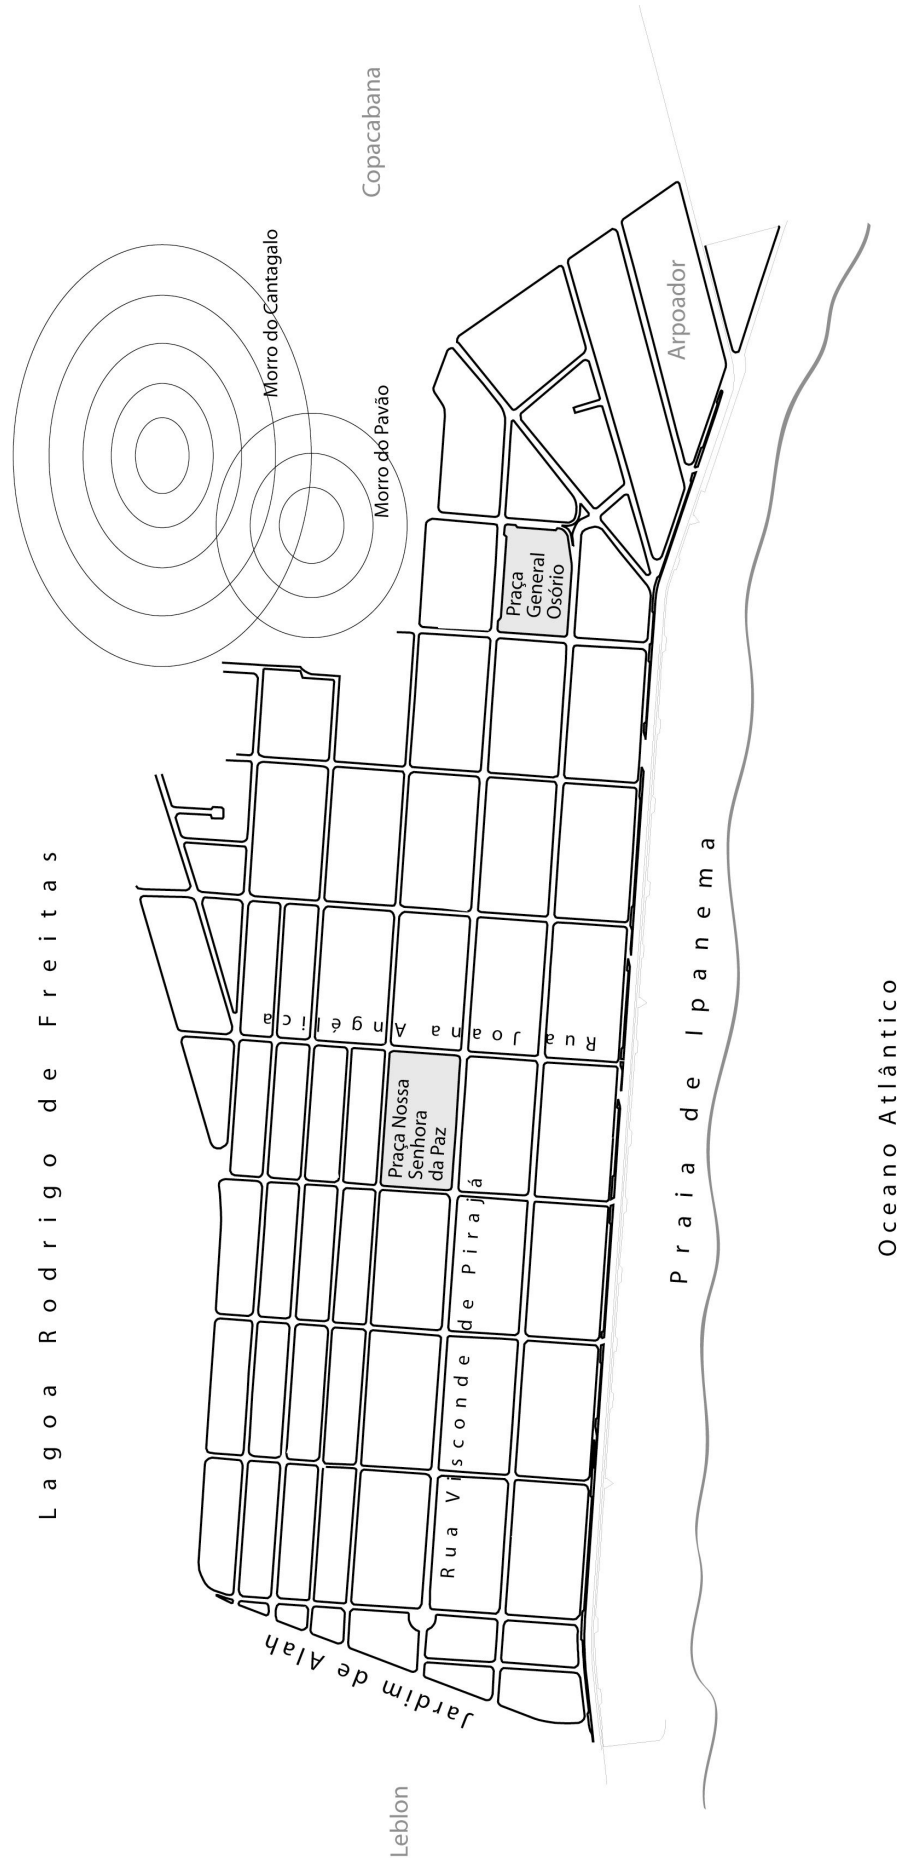 Lagoa Rodrigo de Freitas
Morro do Cantagalo
Morro do Pavão
Copacabana
Leblon
Jardim de Alah
Rua Joana Angélica
Praça Nossa
Senhora
da Paz
Rua Visconde de Pirajá
Praça
General
Osório
Arpoador
Praia de Ipanema
Oceano Atlântico